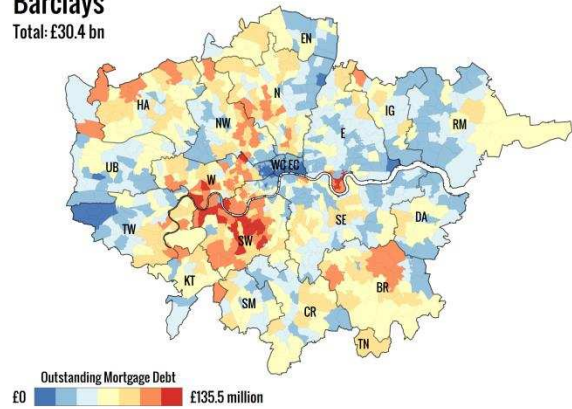 Barclays
Total: £30.4 bn
EN
HA
N
NW
IG
RM
E
UB
WC EC
W
TW
SE
DA
SW
KT
BR
SM
CR
TN
Outstanding Mortgage Debt
£0 £135.5 million